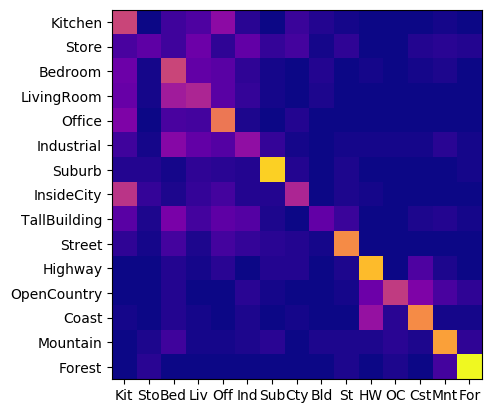 Kitchen
Store
Bedroom
LivingRoom
Office
Industrial
Suburb
InsideCity
TallBuilding
Street
Highway
OpenCountry
Coast
Mountain
Forest
Kit Sto Bed Liv Off Ind Sub Cty Bld St HW OC Cst Mnt For